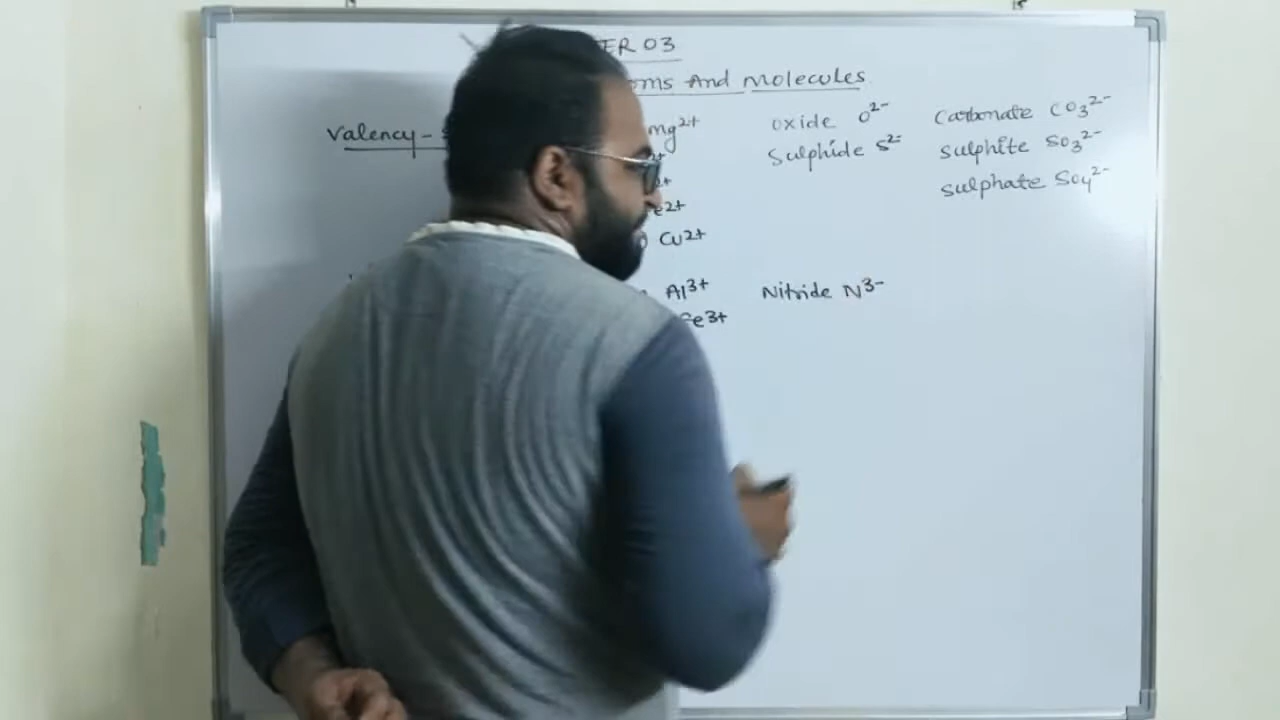 ER 03
oms And Molecules
Valency -
mg²⁺ oxide O²⁻ Carbonate CO₃²⁻
Sulphide S²⁻ sulphite SO₃²⁻
sulphate SO₄²⁻
e²⁺
Cu²⁺
Al³⁺ Nitride N³⁻
Fe³⁺